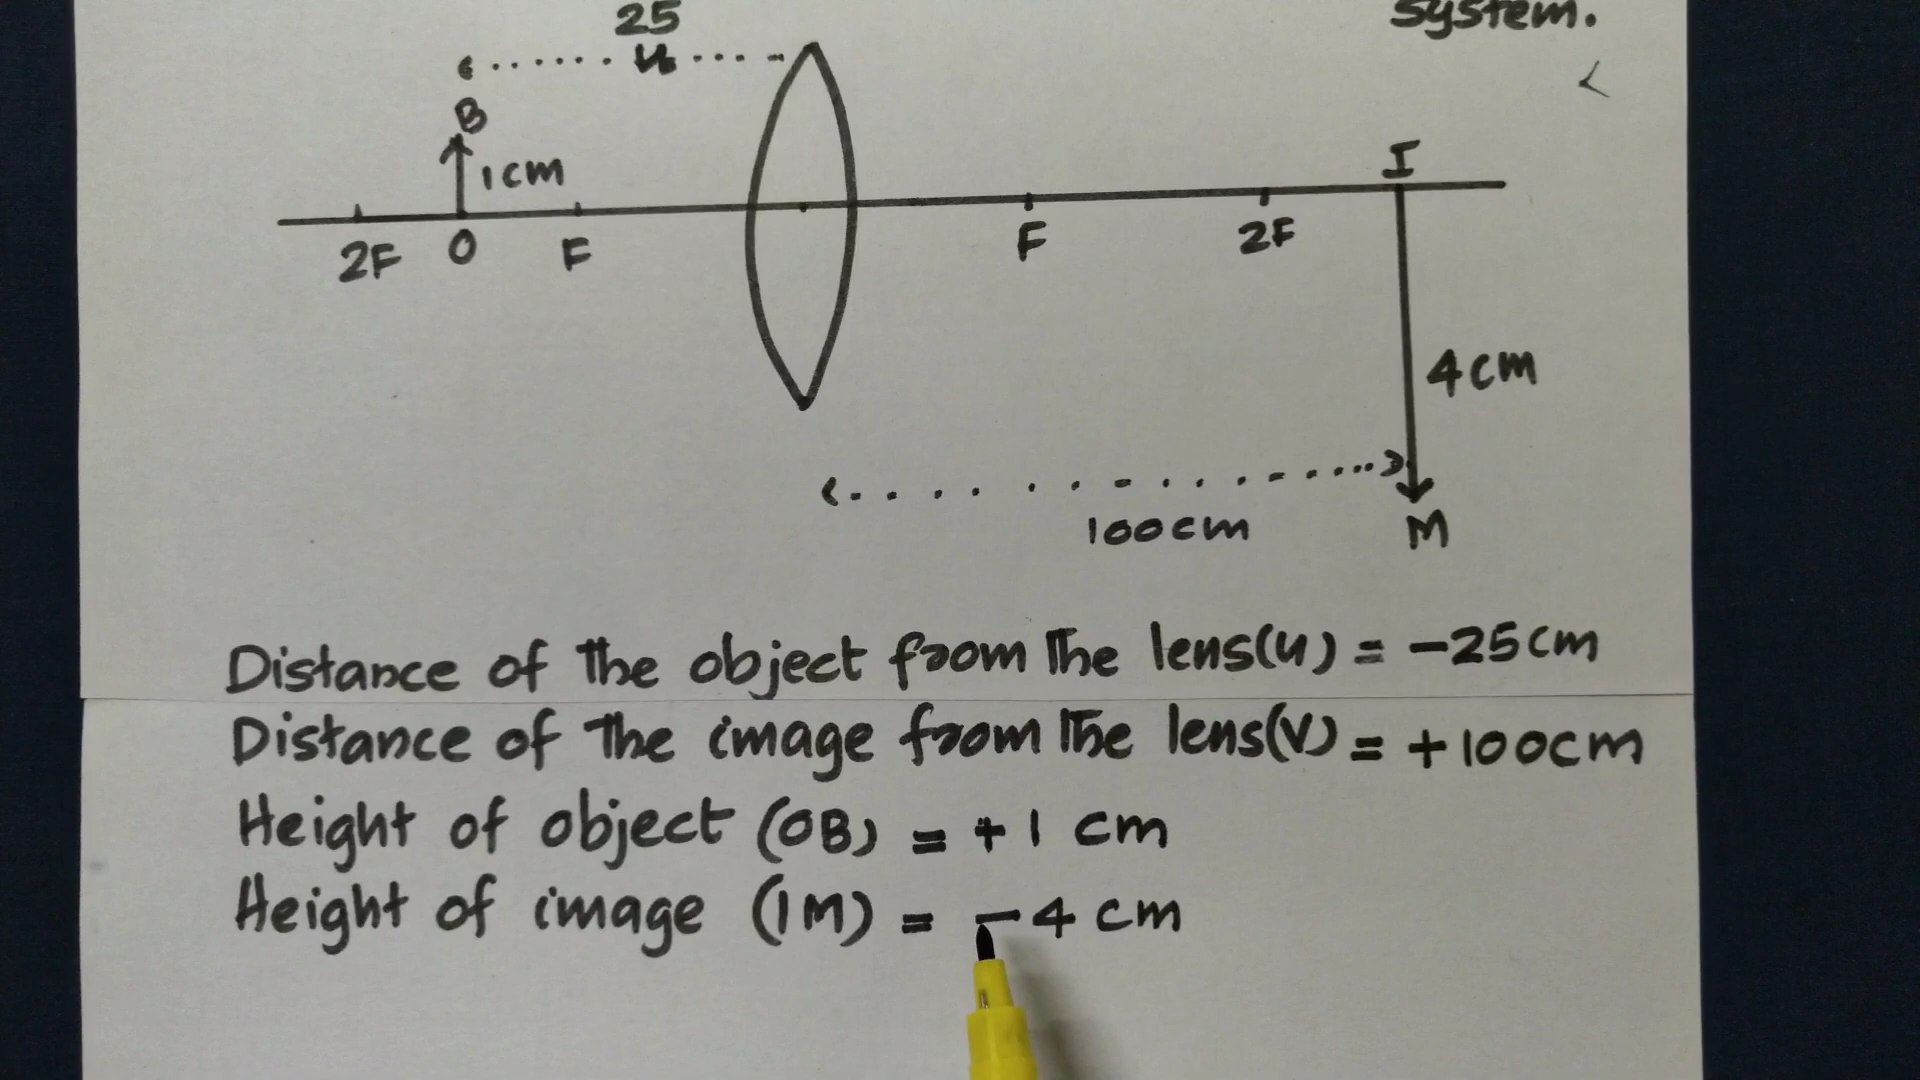 system.
25
u
B
1cm
I
2F O F F 2F
4cm
100cm
M
Distance of the object from the lens(u) = -25cm
Distance of the image from the lens(v) = +100cm
Height of object (OB) = +1 cm
Height of image (IM) = -4 cm